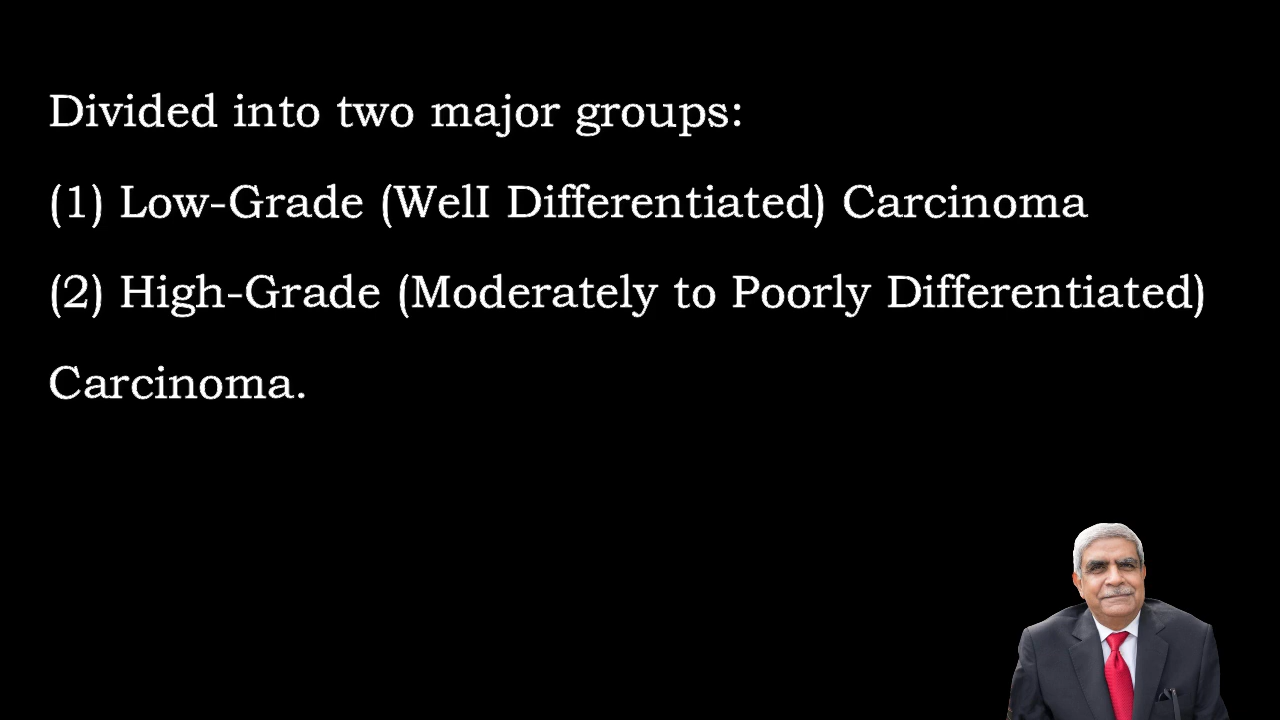 Divided into two major groups:
(1) Low-Grade (WelI Differentiated) Carcinoma
(2) High-Grade (Moderately to Poorly Differentiated)
Carcinoma.